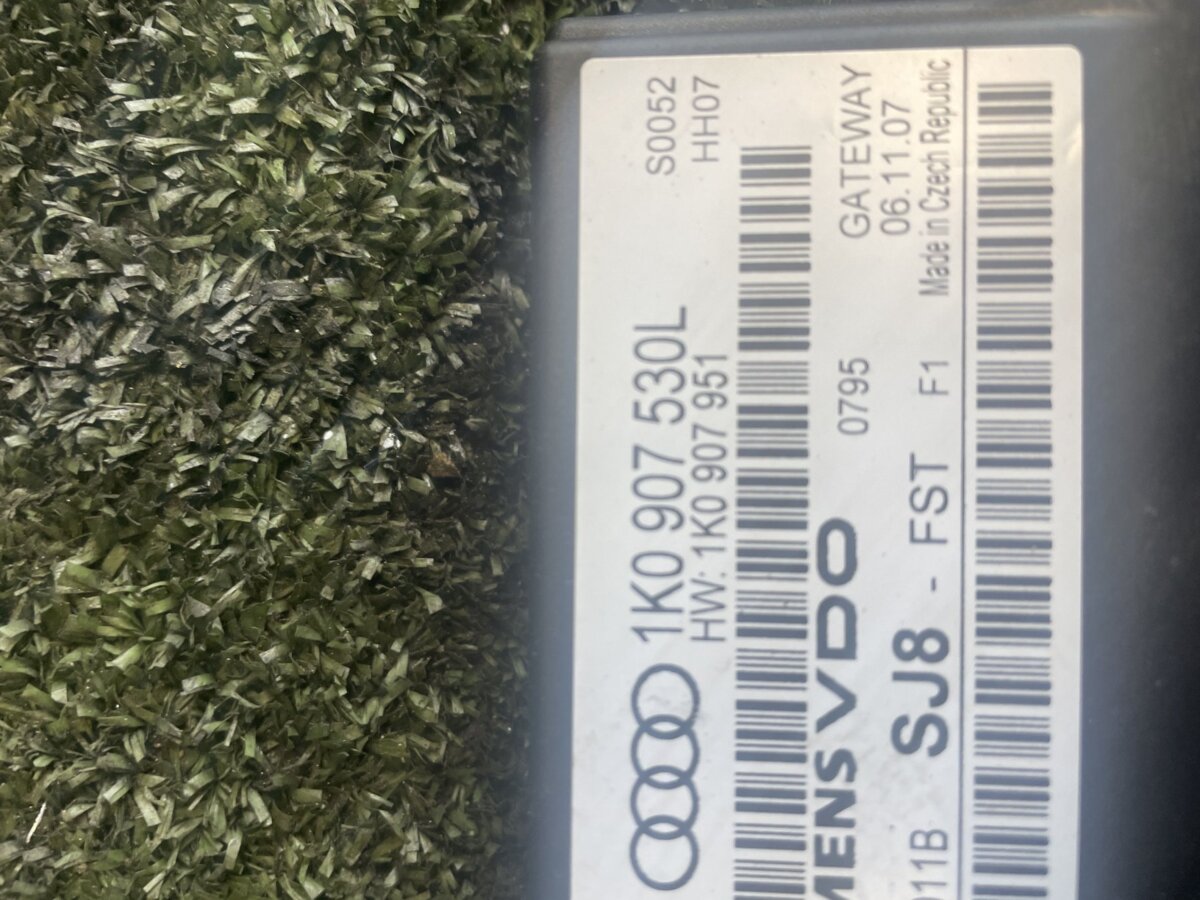 1K0 907 530L S0052
HW: 1K0 907 951 HH07
VDO 0795 GATEWAY
06.11.07
SJ8 - FST F1 Made in Czech Republic